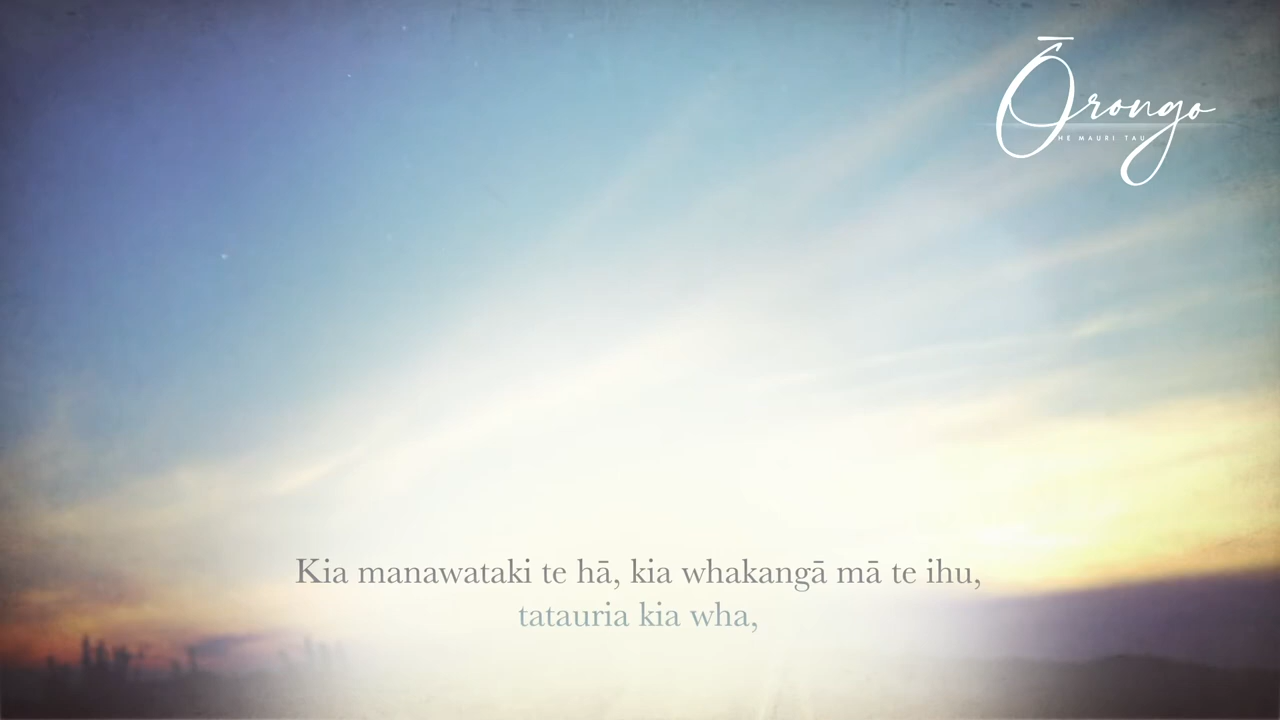 Ōrongo
HE MAURI TAU
Kia manawataki te hā, kia whakangā mā te ihu,
tatauria kia wha,